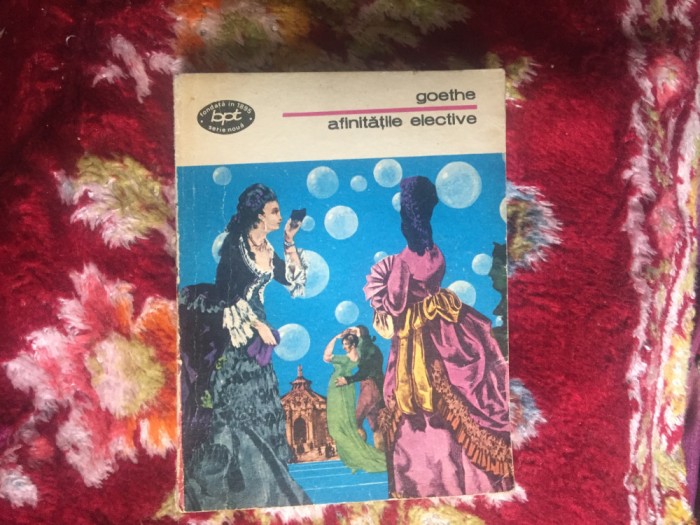 goethe
afinitățile elective
fondată în 1895
bpt
serie nouă